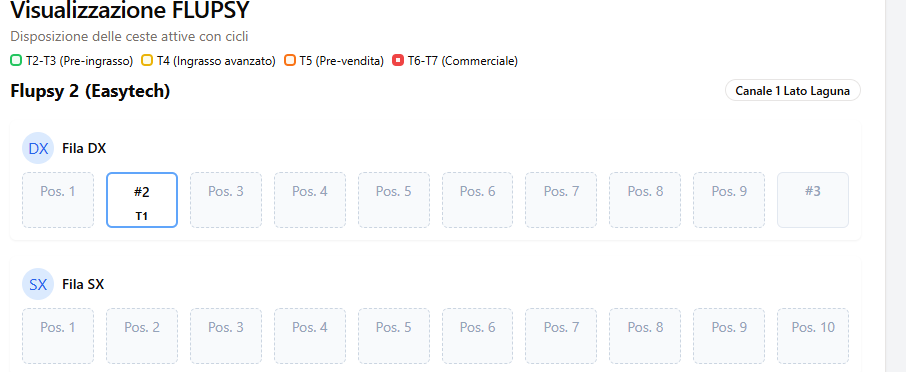 Visualizzazione FLUPSY
Disposizione delle ceste attive con cicli
T2-T3 (Pre-ingrasso) T4 (Ingrasso avanzato) T5 (Pre-vendita) T6-T7 (Commerciale)
Flupsy 2 (Easytech) Canale 1 Lato Laguna
DX Fila DX
Pos. 1 #2 Pos. 3 Pos. 4 Pos. 5 Pos. 6 Pos. 7 Pos. 8 Pos. 9 #3
T1
SX Fila SX
Pos. 1 Pos. 2 Pos. 3 Pos. 4 Pos. 5 Pos. 6 Pos. 7 Pos. 8 Pos. 9 Pos. 10